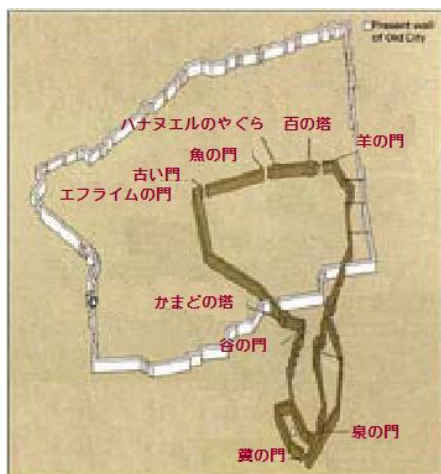 Present wall
of Old City
ハナヌエルのやぐら
百の塔
羊の門
魚の門
古い門
エフライムの門
かまどの塔
谷の門
泉の門
糞の門